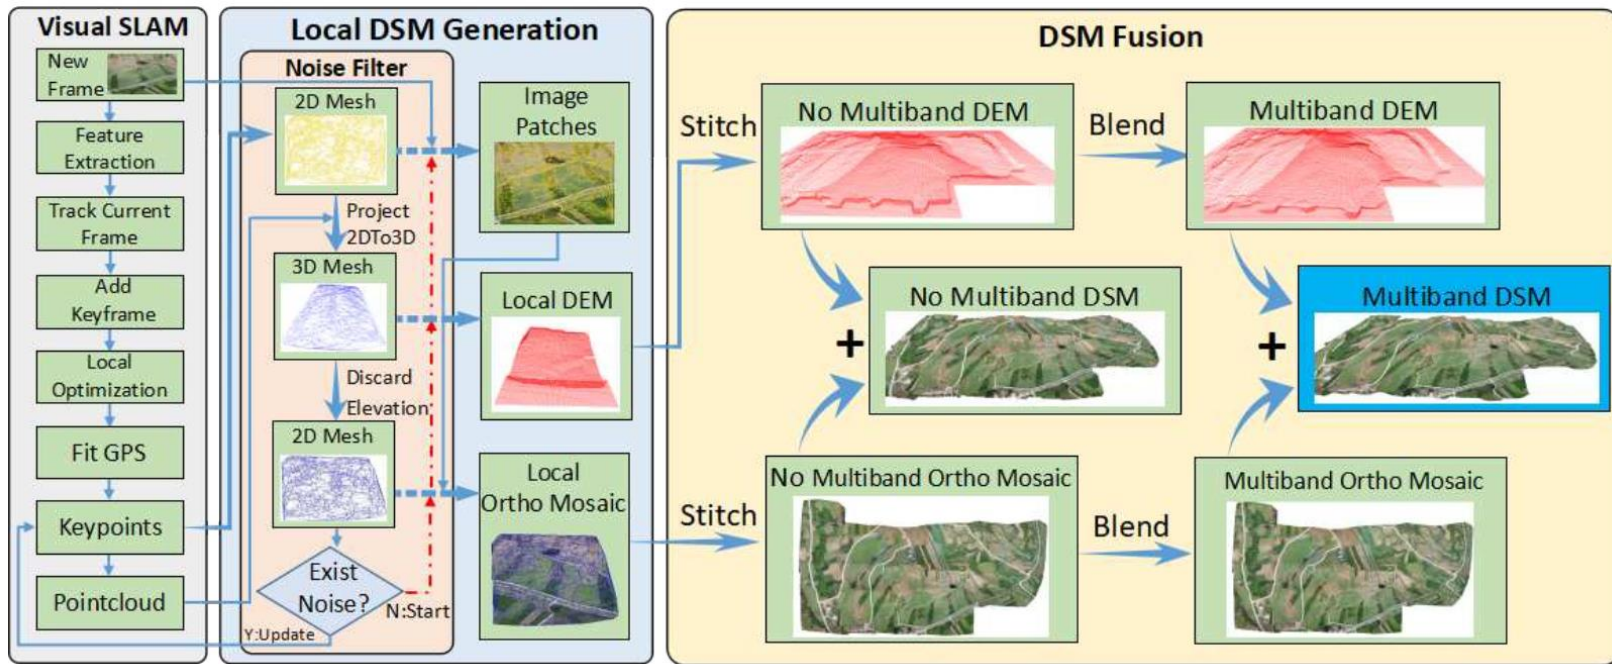 Visual SLAM
New
Frame
Feature
Extraction
Track Current
Frame
Add
Keyframe
Local
Optimization
Fit GPS
Keypoints
Pointcloud
Local DSM Generation
Noise Filter
2D Mesh
Project
2DTo3D
3D Mesh
Discard
Elevation
2D Mesh
Exist
Noise?
N:Start
Y:Update
Image
Patches
Local DEM
Local
Ortho Mosaic
DSM Fusion
Stitch
No Multiband DEM
Blend
Multiband DEM
No Multiband DSM
+
Multiband DSM
+
Stitch
No Multiband Ortho Mosaic
Blend
Multiband Ortho Mosaic